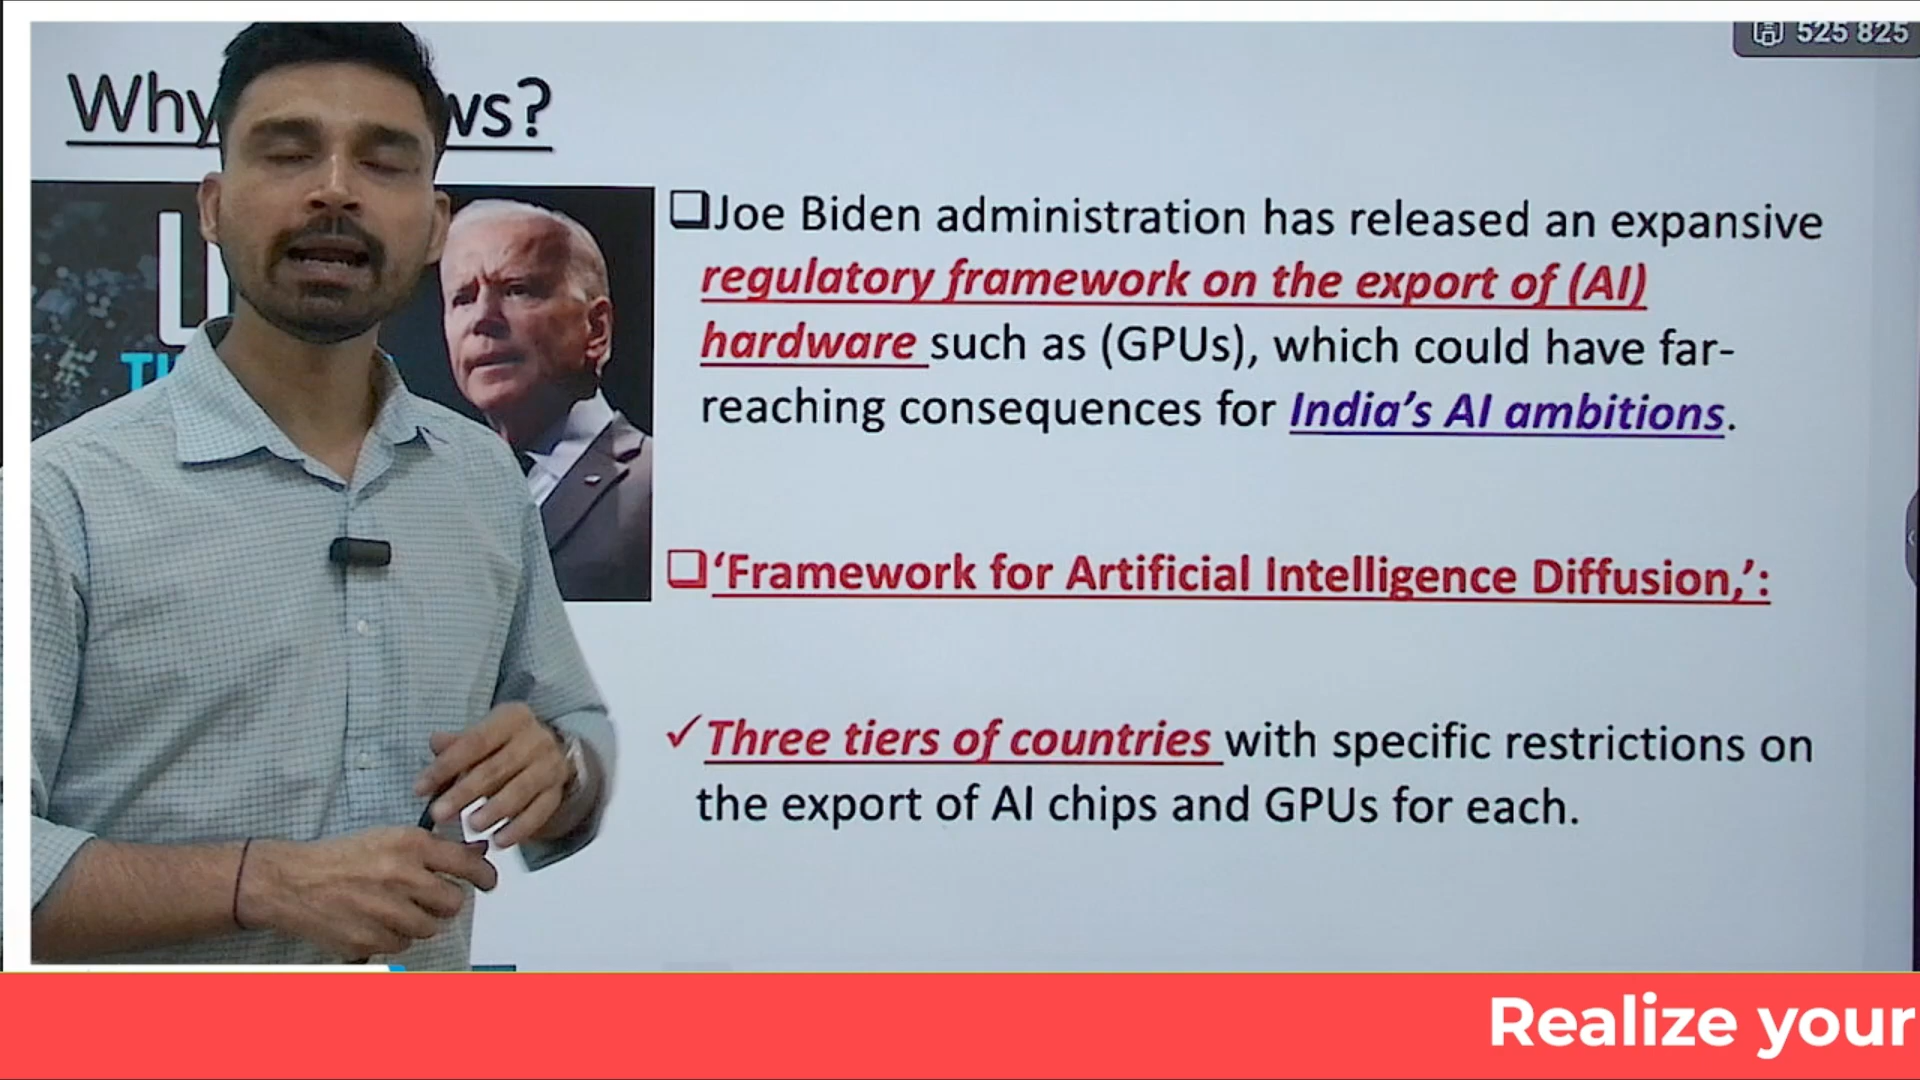 525 825
Why
ws?
❑Joe Biden administration has released an expansive
regulatory framework on the export of (AI)
hardware such as (GPUs), which could have far-
reaching consequences for India’s AI ambitions.
❑‘Framework for Artificial Intelligence Diffusion,’:
✓Three tiers of countries with specific restrictions on
the export of AI chips and GPUs for each.
Realize your